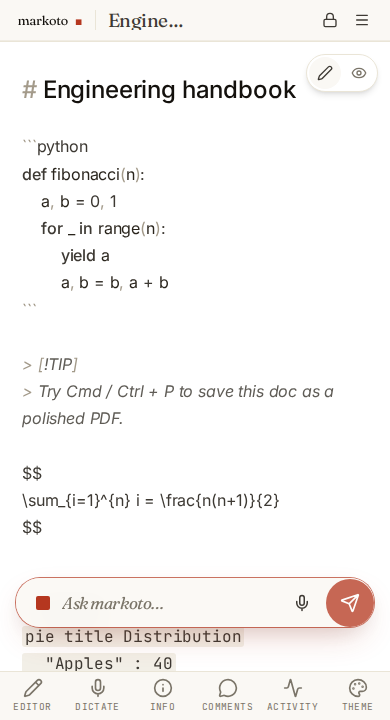 markoto
Engine...
# Engineering handbook
```python
def fibonacci(n):
    a, b = 0, 1
    for _ in range(n):
        yield a
        a, b = b, a + b
```
> [!TIP]
> Try Cmd / Ctrl + P to save this doc as a
polished PDF.
$$
\sum_{i=1}^{n} i = \frac{n(n+1)}{2}
$$
Ask markoto...
pie title Distribution
  "Apples" : 40
EDITOR DICTATE INFO COMMENTS ACTIVITY THEME